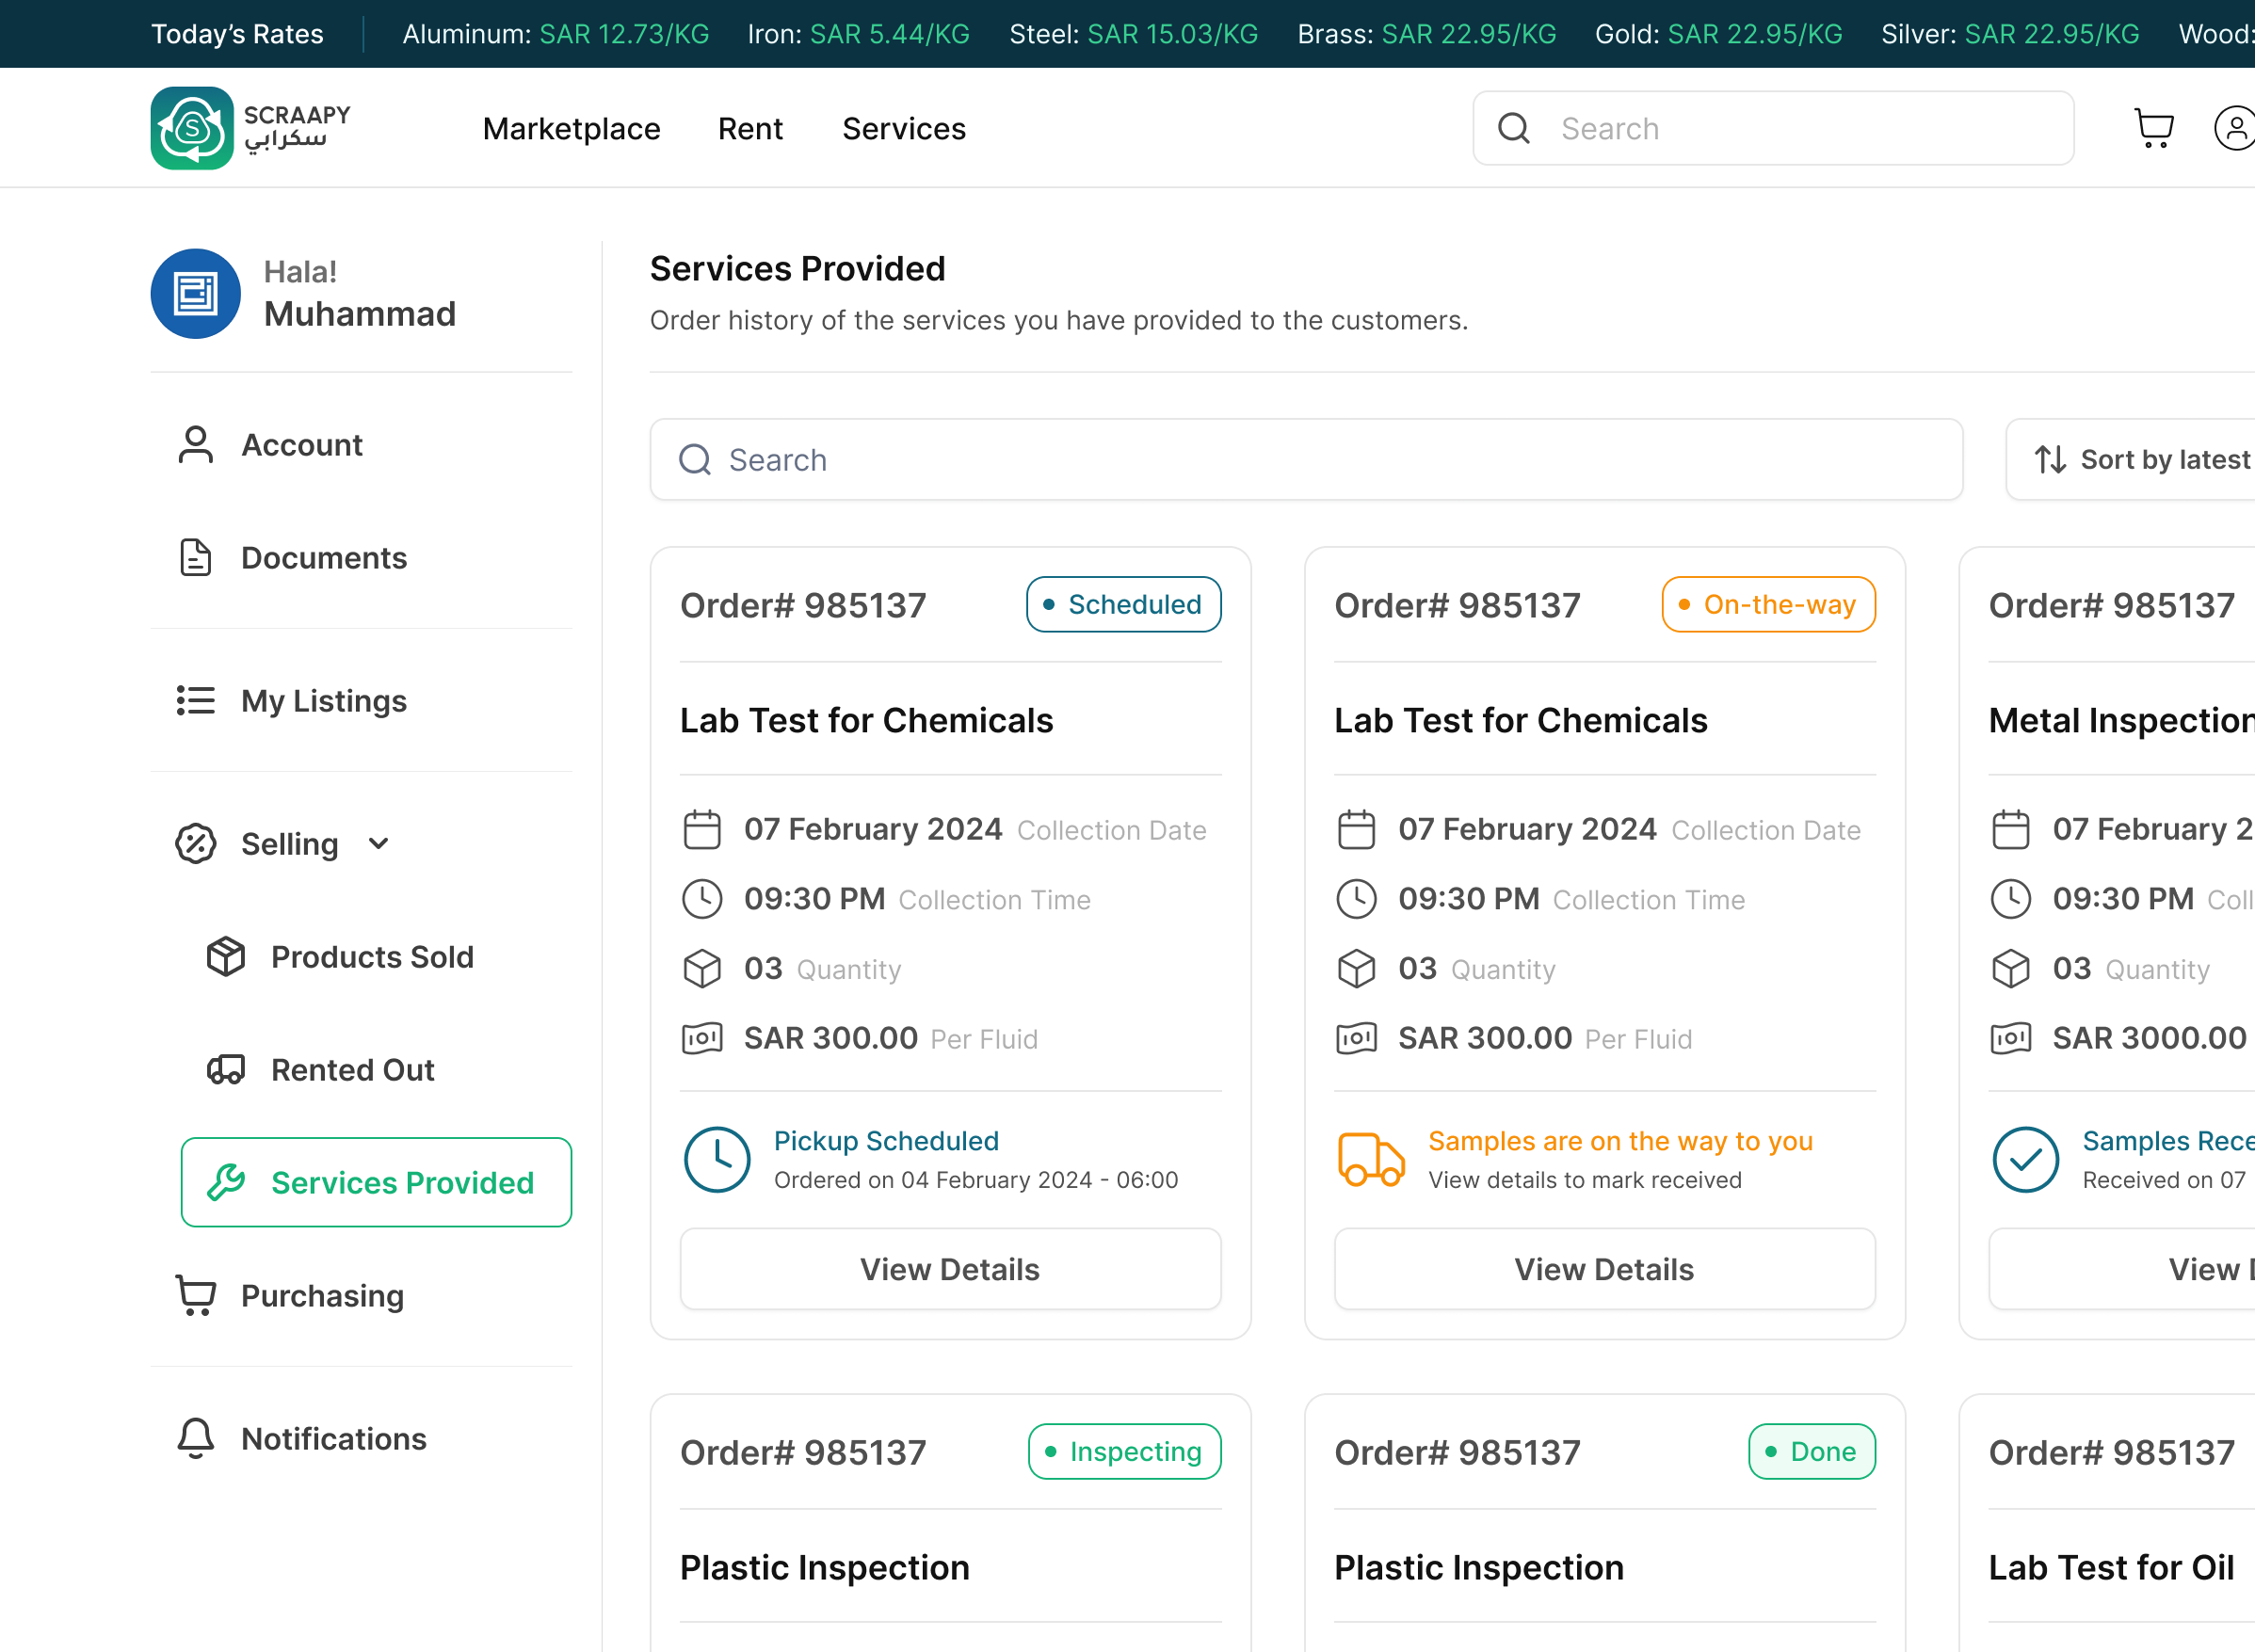 Today's Rates Aluminum: SAR 12.73/KG Iron: SAR 5.44/KG Steel: SAR 15.03/KG Brass: SAR 22.95/KG Gold: SAR 22.95/KG Silver: SAR 22.95/KG Wood:
SCRAAPY
سكرابي
Marketplace Rent Services Search
Hala!
Muhammad
Account
Documents
My Listings
Selling
Products Sold
Rented Out
Services Provided
Purchasing
Notifications
Services Provided
Order history of the services you have provided to the customers.
Search
Sort by latest
Order# 985137 Scheduled
Lab Test for Chemicals
07 February 2024 Collection Date
09:30 PM Collection Time
03 Quantity
SAR 300.00 Per Fluid
Pickup Scheduled
Ordered on 04 February 2024 - 06:00
View Details
Order# 985137 On-the-way
Lab Test for Chemicals
07 February 2024 Collection Date
09:30 PM Collection Time
03 Quantity
SAR 300.00 Per Fluid
Samples are on the way to you
View details to mark received
View Details
Order# 985137
Metal Inspection
07 February 2
09:30 PM Coll
03 Quantity
SAR 3000.00
Samples Rece
Received on 07
View
Order# 985137 Inspecting
Plastic Inspection
Order# 985137 Done
Plastic Inspection
Order# 985137
Lab Test for Oil